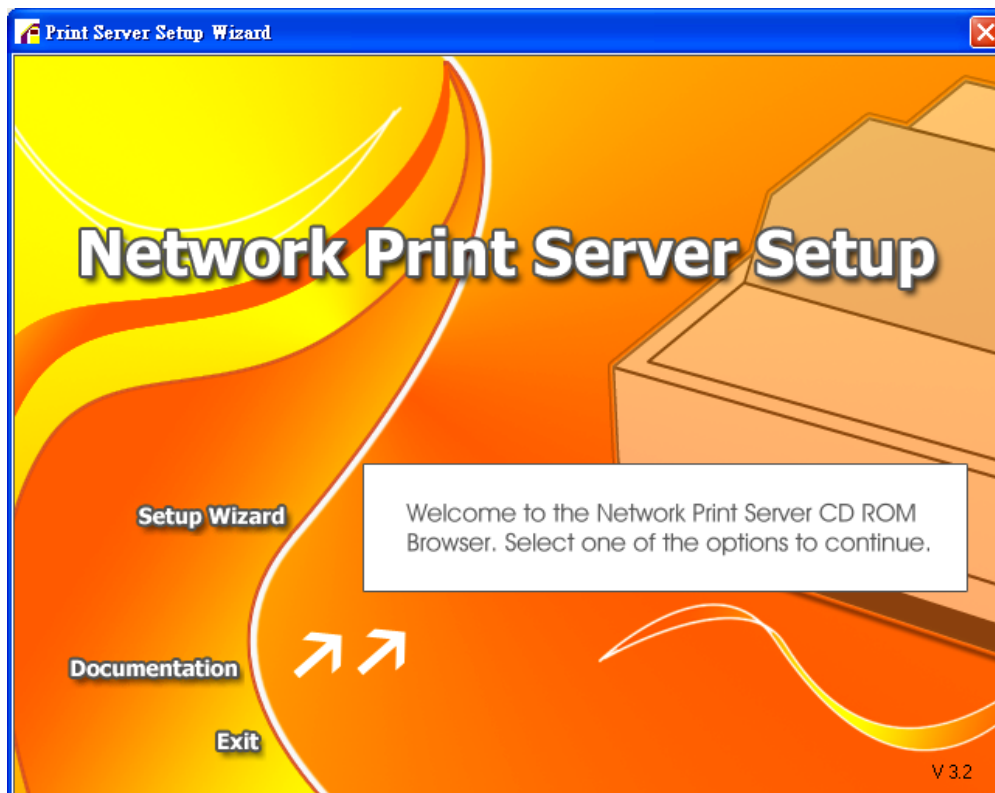 Print Server Setup Wizard
Network Print Server Setup
Setup Wizard
Welcome to the Network Print Server CD ROM
Browser. Select one of the options to continue.
Documentation
Exit
V 3.2